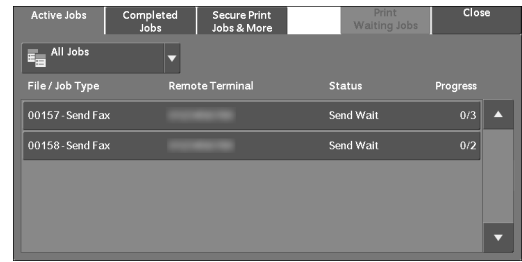 Active Jobs
Completed Jobs
Secure Print Jobs & More
Print Waiting Jobs
Close
All Jobs
File / Job Type Remote Terminal Status Progress
00157 - Send Fax Send Wait 0/3
00158 - Send Fax Send Wait 0/2